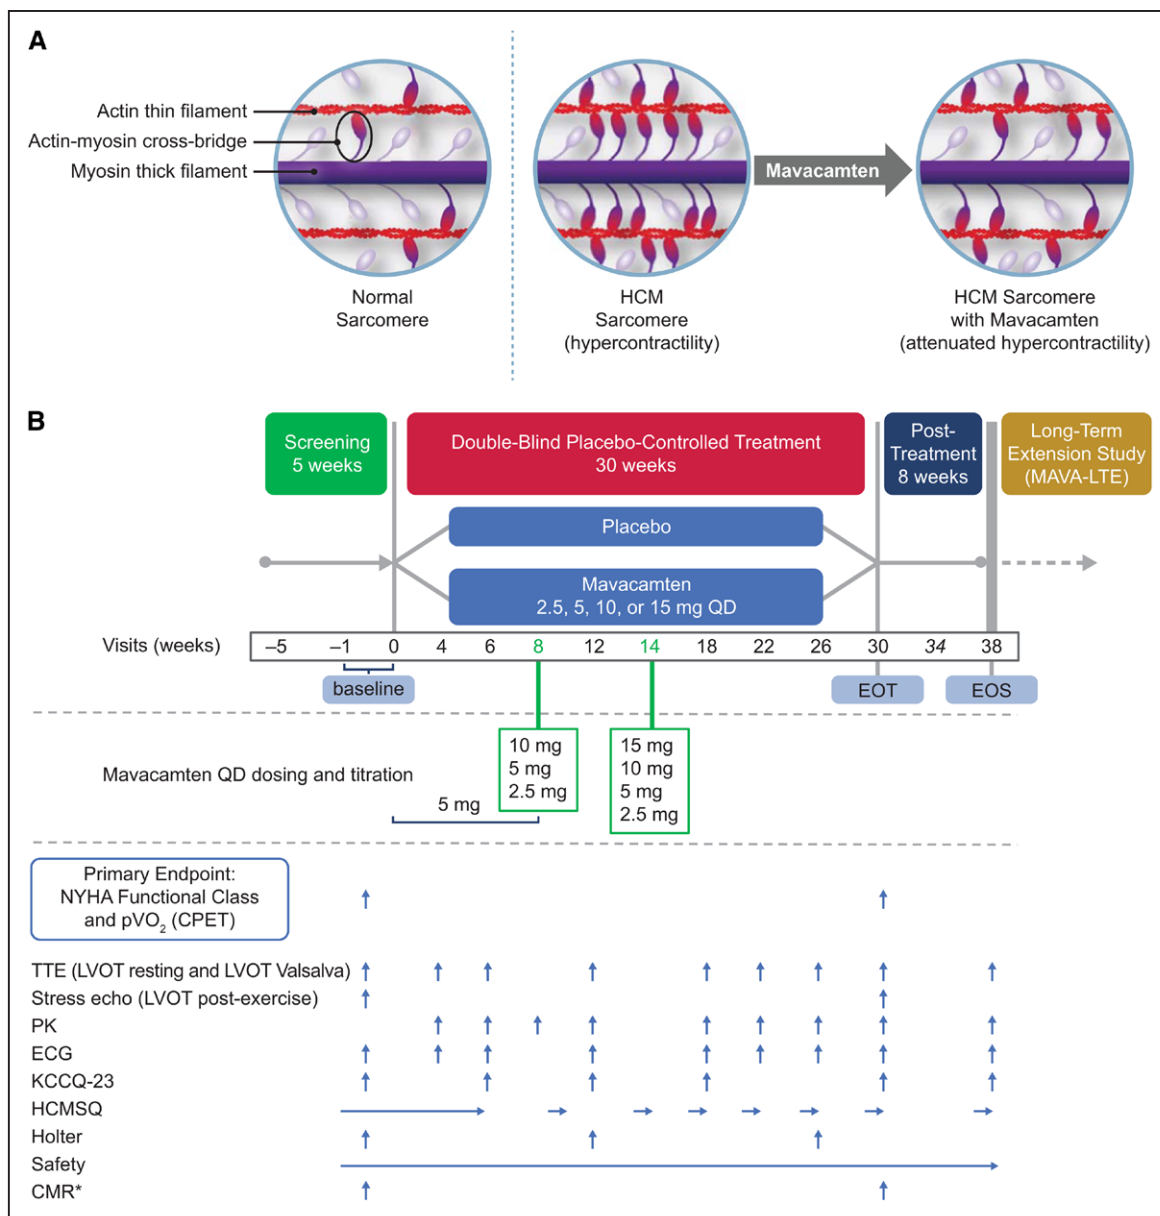 A
Actin thin filament
Actin-myosin cross-bridge
Myosin thick filament
Mavacamten
Normal
Sarcomere
HCM
Sarcomere
(hypercontractility)
HCM Sarcomere
with Mavacamten
(attenuated hypercontractility)
B
Screening
5 weeks
Double-Blind Placebo-Controlled Treatment
30 weeks
Post-
Treatment
8 weeks
Long-Term
Extension Study
(MAVA-LTE)
Placebo
Mavacamten
2.5, 5, 10, or 15 mg QD
Visits (weeks) –5 –1 0 4 6 8 12 14 18 22 26 30 34 38
baseline EOT EOS
Mavacamten QD dosing and titration
5 mg
10 mg
5 mg
2.5 mg
15 mg
10 mg
5 mg
2.5 mg
Primary Endpoint:
NYHA Functional Class
and pVO2 (CPET)
TTE (LVOT resting and LVOT Valsalva)
Stress echo (LVOT post-exercise)
PK
ECG
KCCQ-23
HCMSQ
Holter
Safety
CMR*